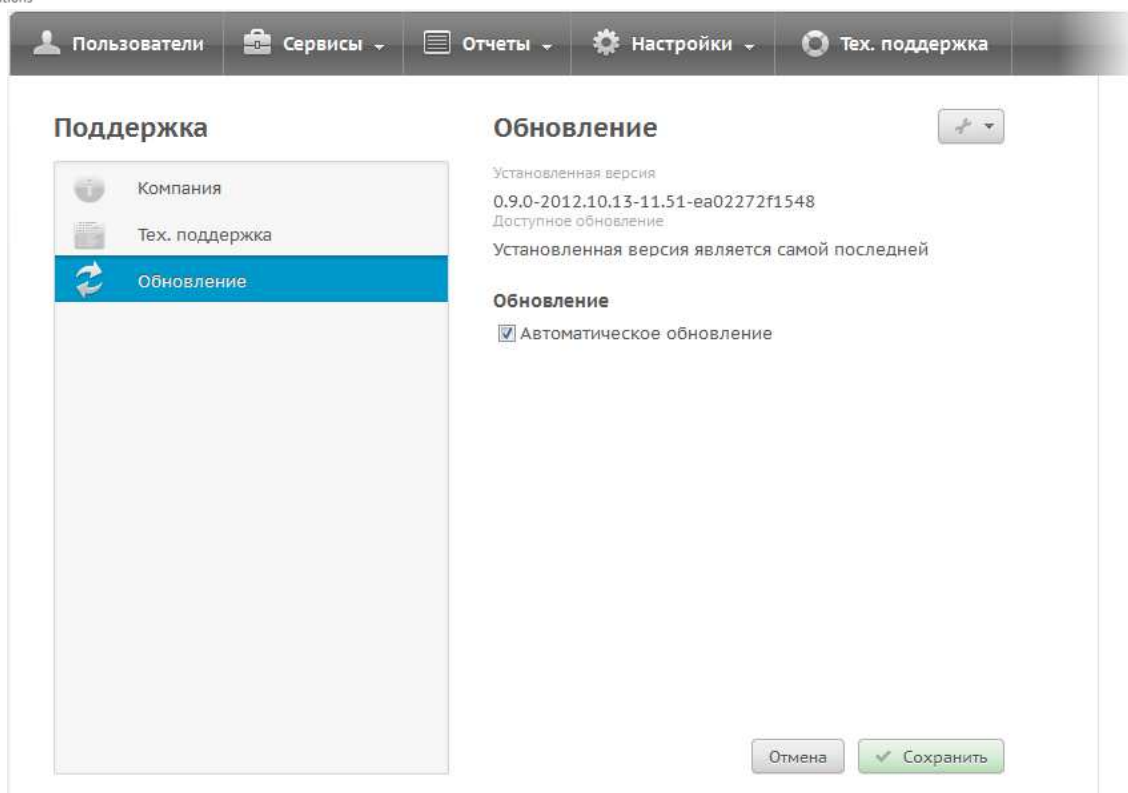 Пользователи
Сервисы
Отчеты
Настройки
Тех. поддержка
Поддержка
Компания
Тех. поддержка
Обновление
Обновление
Установленная версия
0.9.0-2012.10.13-11.51-ea02272f1548
Доступное обновление
Установленная версия является самой последней
Обновление
Автоматическое обновление
Отмена
Сохранить